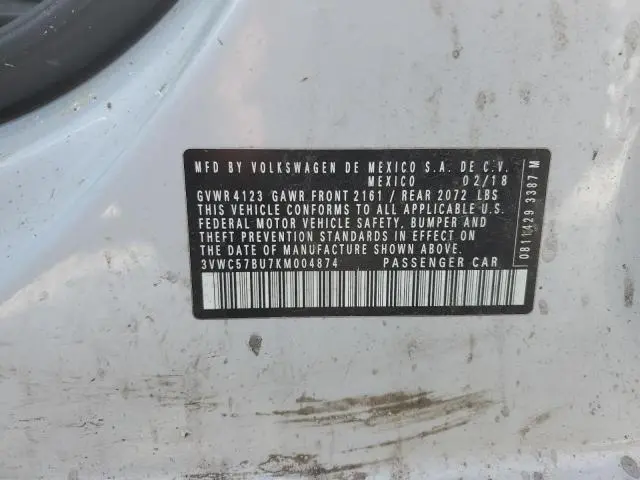 MFD BY VOLKSWAGEN DE MEXICO S.A. DE C.V.
MEXICO 02/18
GVWR 4123 GAWR FRONT 2161 / REAR 2072 LBS
THIS VEHICLE CONFORMS TO ALL APPLICABLE U.S.
FEDERAL MOTOR VEHICLE SAFETY, BUMPER AND
THEFT PREVENTION STANDARDS IN EFFECT ON
THE DATE OF MANUFACTURE SHOWN ABOVE.
3VWC57BU7KM004874 PASSENGER CAR
0811429 3387 M